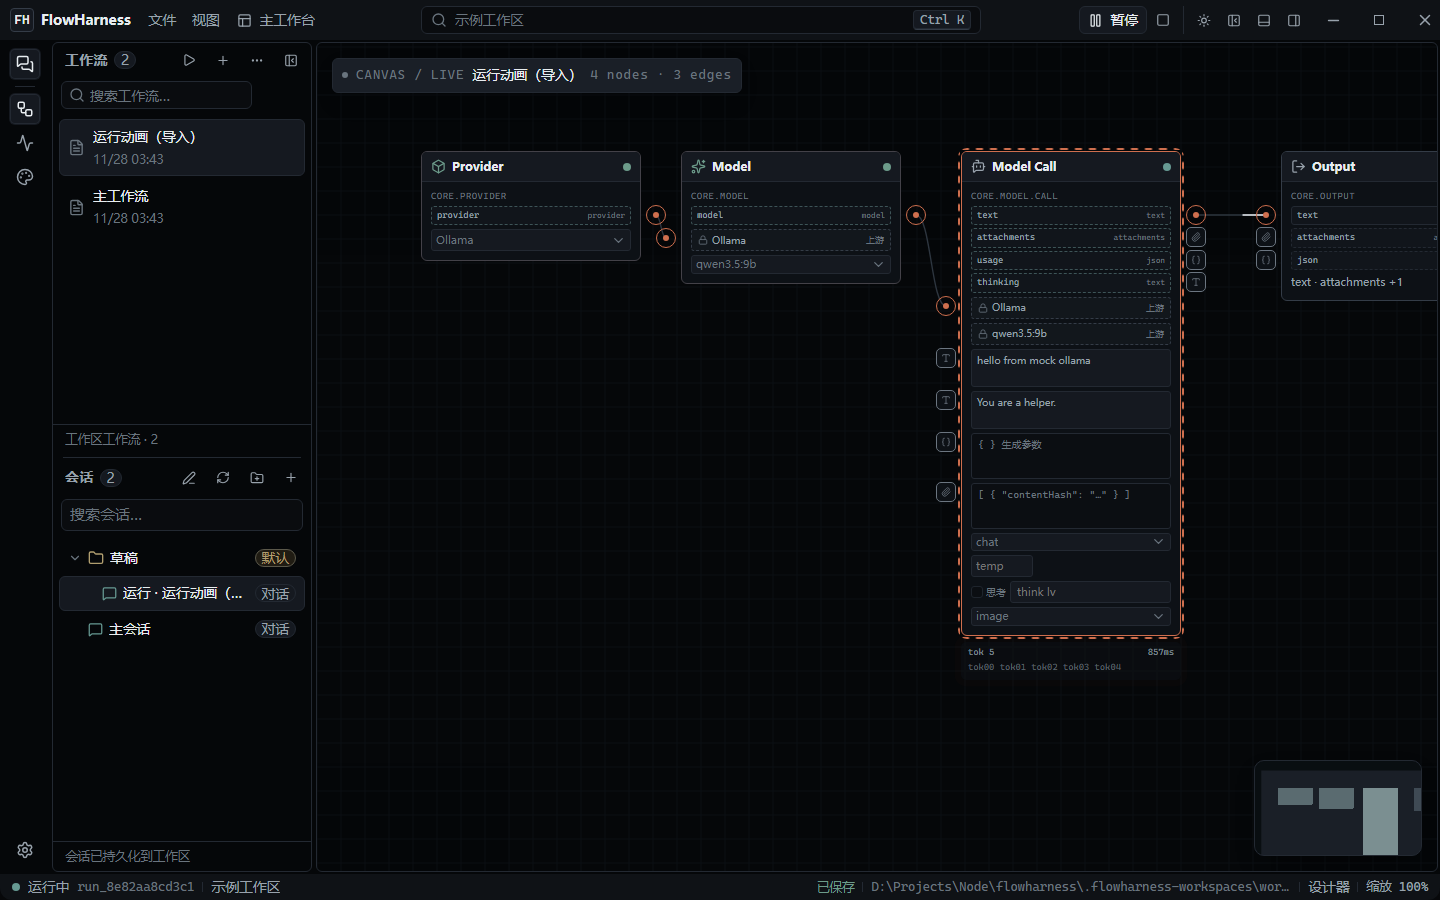 FH FlowHarness 文件 视图 主工作台 示例工作区 Ctrl K 暂停
工作流 2
搜索工作流...
运行动画（导入）
11/28 03:43
主工作流
11/28 03:43
工作区工作流 · 2
会话 2
搜索会话...
草稿 默认
运行 · 运行动画（... 对话
主会话 对话
会话已持久化到工作区
CANVAS / LIVE 运行动画（导入） 4 nodes · 3 edges
Provider
CORE.PROVIDER
provider provider
Ollama
Model
CORE.MODEL
model model
Ollama 上游
qwen3.5:9b
Model Call
CORE.MODEL.CALL
text text
attachments attachments
usage json
thinking text
Ollama 上游
qwen3.5:9b 上游
hello from mock ollama
You are a helper.
{ } 生成参数
[ { "contentHash": "…" } ]
chat
temp
思考 think lv
image
tok 5 857ms
tok00 tok01 tok02 tok03 tok04
Output
CORE.OUTPUT
text
attachments a
json
text · attachments +1
运行中 run_8e82aa8cd3c1 示例工作区 已保存 D:\Projects\Node\flowharness\.flowharness-workspaces\wor… 设计器 缩放 100%